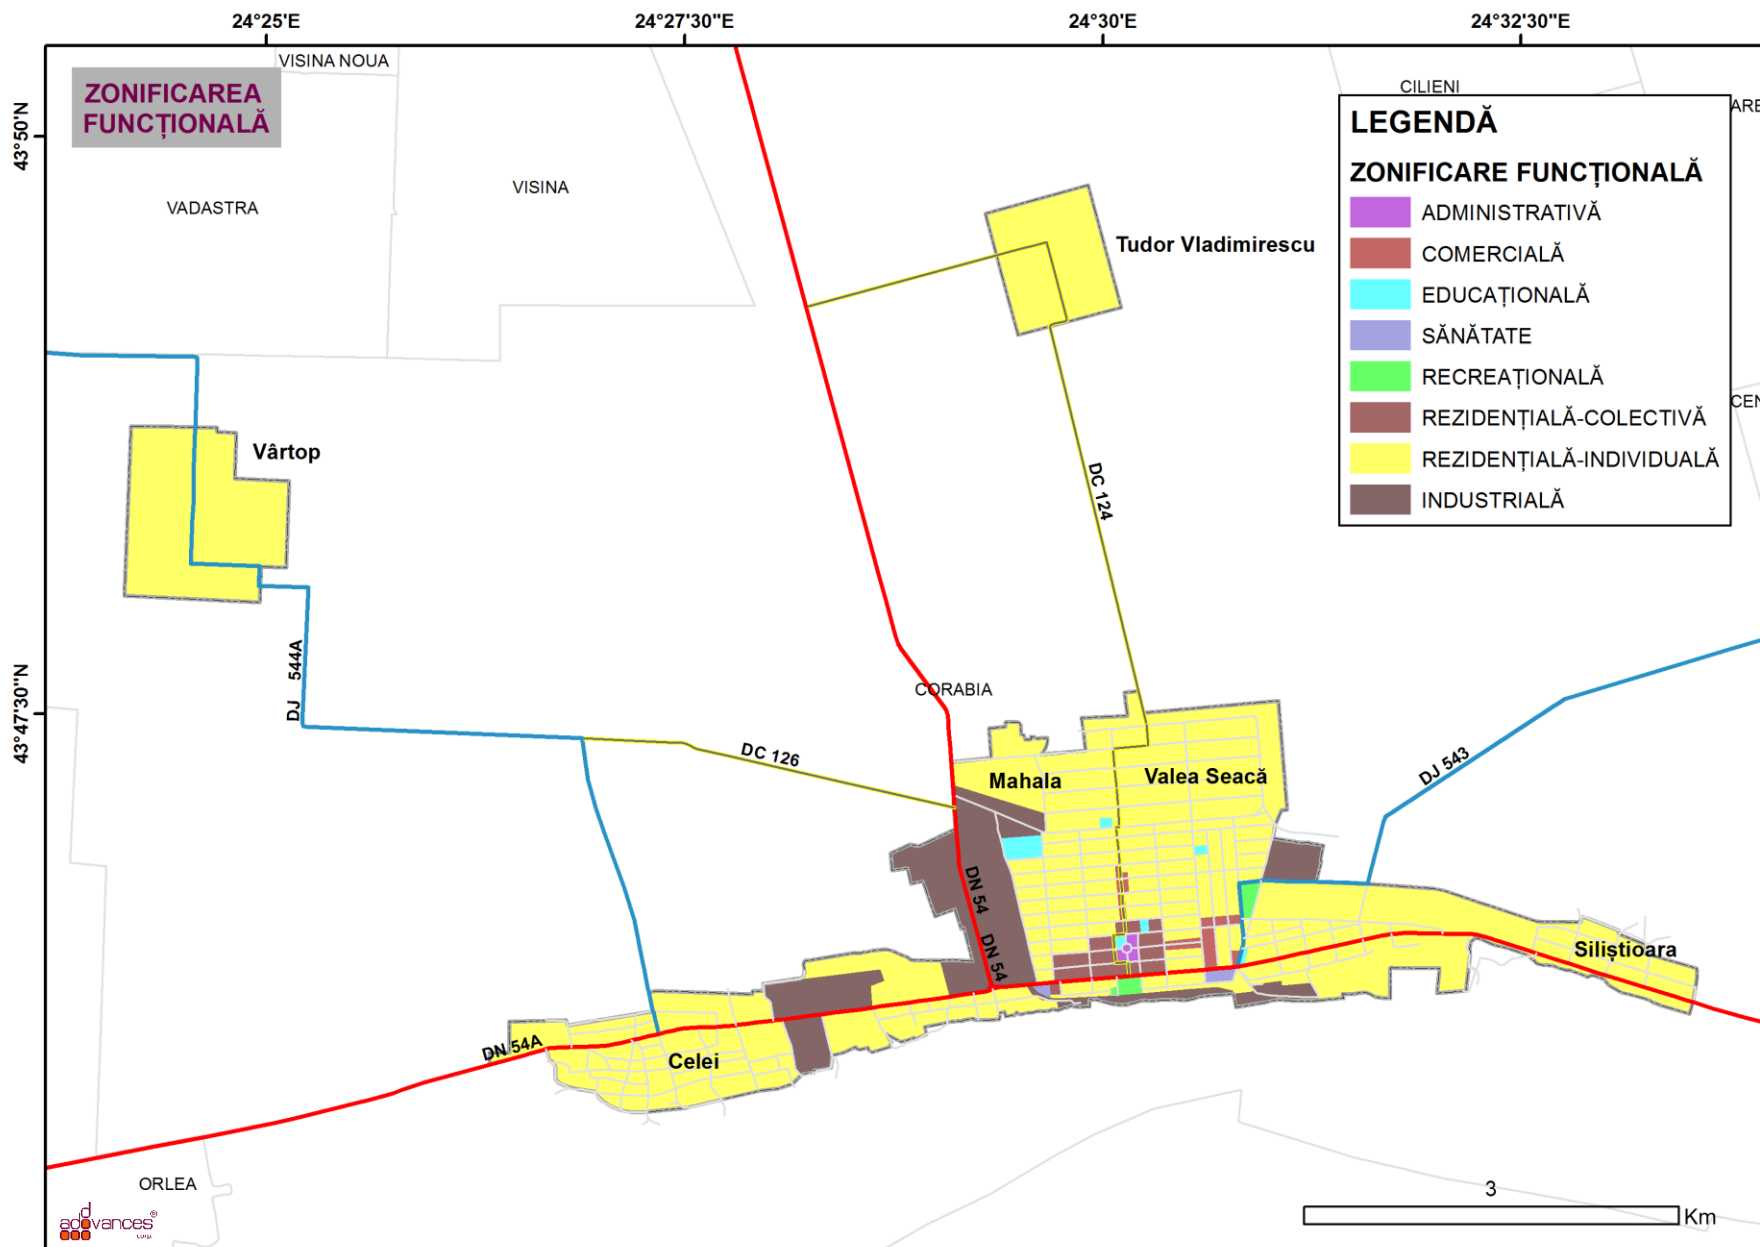 24°25'E
24°27'30"E
24°30'E
24°32'30"E
43°50'N
43°47'30"N
ZONIFICAREA
FUNCȚIONALĂ
VISINA NOUA
VADASTRA
VISINA
CILIENI
ARE
CEN
LEGENDĂ
ZONIFICARE FUNCȚIONALĂ
ADMINISTRATIVĂ
COMERCIALĂ
EDUCAȚIONALĂ
SĂNĂTATE
RECREAȚIONALĂ
REZIDENȚIALĂ-COLECTIVĂ
REZIDENȚIALĂ-INDIVIDUALĂ
INDUSTRIALĂ
Tudor Vladimirescu
Vârtop
DC 124
DJ 544A
CORABIA
DC 126
Mahala
Valea Seacă
DJ 543
DN 54
DN 54
Siliștioara
DN 54A
Celei
ORLEA
advances®
corp.
3
Km